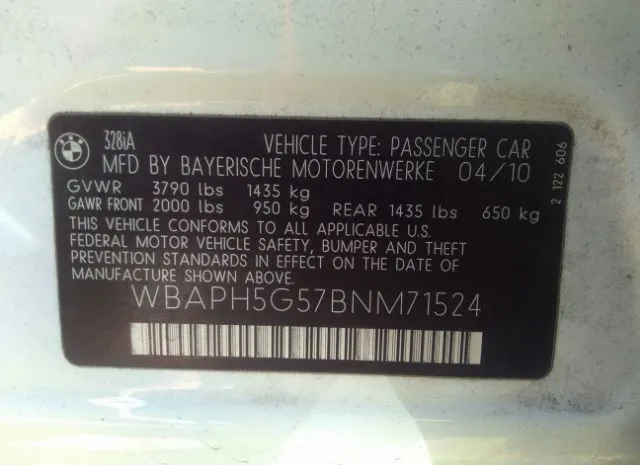 BMW
328iA VEHICLE TYPE: PASSENGER CAR
MFD BY BAYERISCHE MOTORENWERKE 04/10
GVWR 3790 lbs 1435 kg
GAWR FRONT 2000 lbs 950 kg REAR 1435 lbs 650 kg
THIS VEHICLE CONFORMS TO ALL APPLICABLE U.S.
FEDERAL MOTOR VEHICLE SAFETY, BUMPER AND THEFT
PREVENTION STANDARDS IN EFFECT ON THE DATE
OF MANUFACTURE SHOWN ABOVE.
WBAPH5G57BNM71524
2 122 606